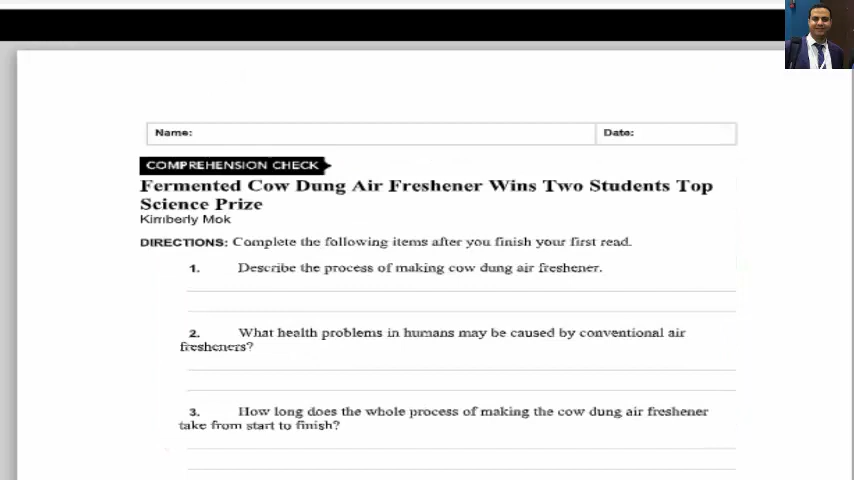 Name:
Date:
COMPREHENSION CHECK
Fermented Cow Dung Air Freshener Wins Two Students Top
Science Prize
Kimberly Mok
DIRECTIONS: Complete the following items after you finish your first read.
1. Describe the process of making cow dung air freshener.
2. What health problems in humans may be caused by conventional air
fresheners?
3. How long does the whole process of making the cow dung air freshener
take from start to finish?